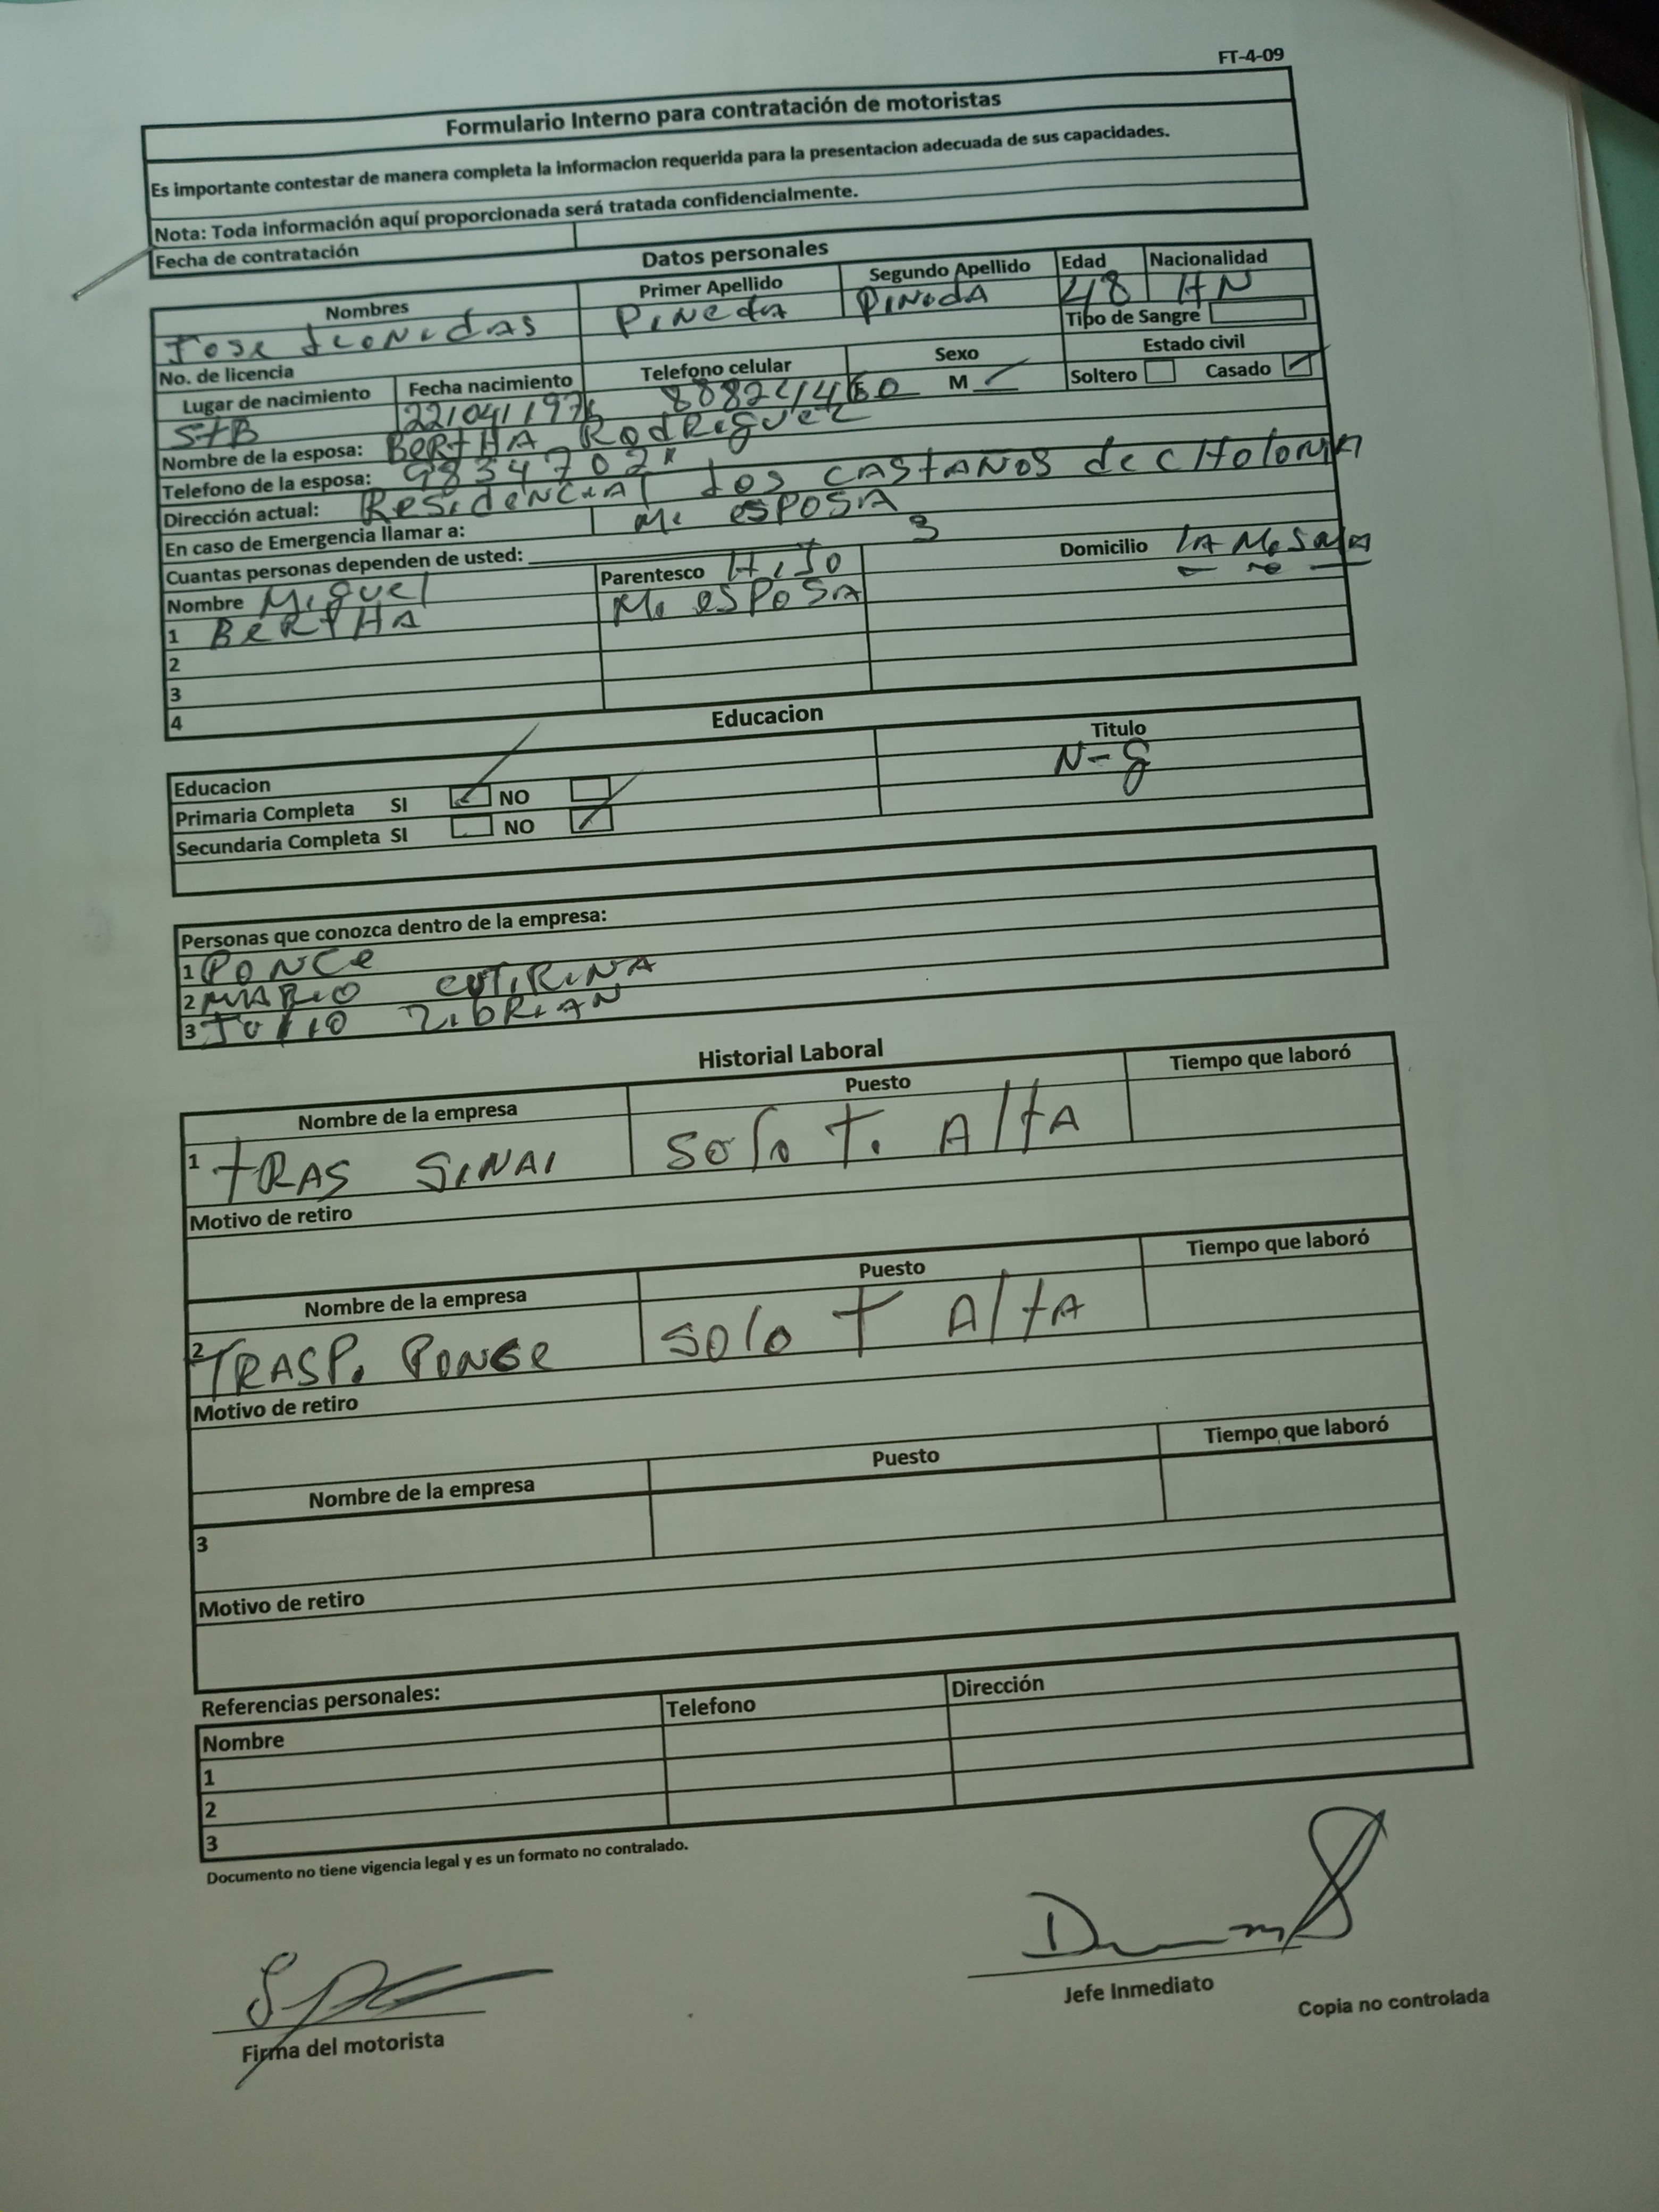 FT-4-09
Formulario Interno para contratación de motoristas
Es importante contestar de manera completa la informacion requerida para la presentacion adecuada de sus capacidades.
Nota: Toda información aquí proporcionada será tratada confidencialmente.
Fecha de contratación
Datos personales
Nombres Primer Apellido Segundo Apellido Edad Nacionalidad
Jose Pineda Pineda 48 HN
Tipo de Sangre
No. de licencia
Lugar de nacimiento Fecha nacimiento Telefono celular Sexo Estado civil
M Soltero Casado
STB 22/04/1976
Nombre de la esposa: BERTHA RodRiguez
Telefono de la esposa:
Dirección actual: ResideNciAl Los CASTAÑOS de CHoloMA
En caso de Emergencia llamar a: Mi esPOSA
Cuantas personas dependen de usted: 3
Nombre Miguel Parentesco HiJo Domicilio
1 BERTHA Mi esPoSA
2
3
4
Educacion
Educacion Titulo
Primaria Completa SI NO
Secundaria Completa SI NO
Personas que conozca dentro de la empresa:
1 PONCe
2 MARIO
3 JULIO
Historial Laboral
Nombre de la empresa Puesto Tiempo que laboró
1 TRAS SINAI Solo T. AltA
Motivo de retiro
Nombre de la empresa Puesto Tiempo que laboró
2 TRASP. PONCe Solo T AltA
Motivo de retiro
Nombre de la empresa Puesto Tiempo que laboró
3
Motivo de retiro
Referencias personales:
Nombre Telefono Dirección
1
2
3
Documento no tiene vigencia legal y es un formato no contralado.
Firma del motorista
Jefe Inmediato
Copia no controlada